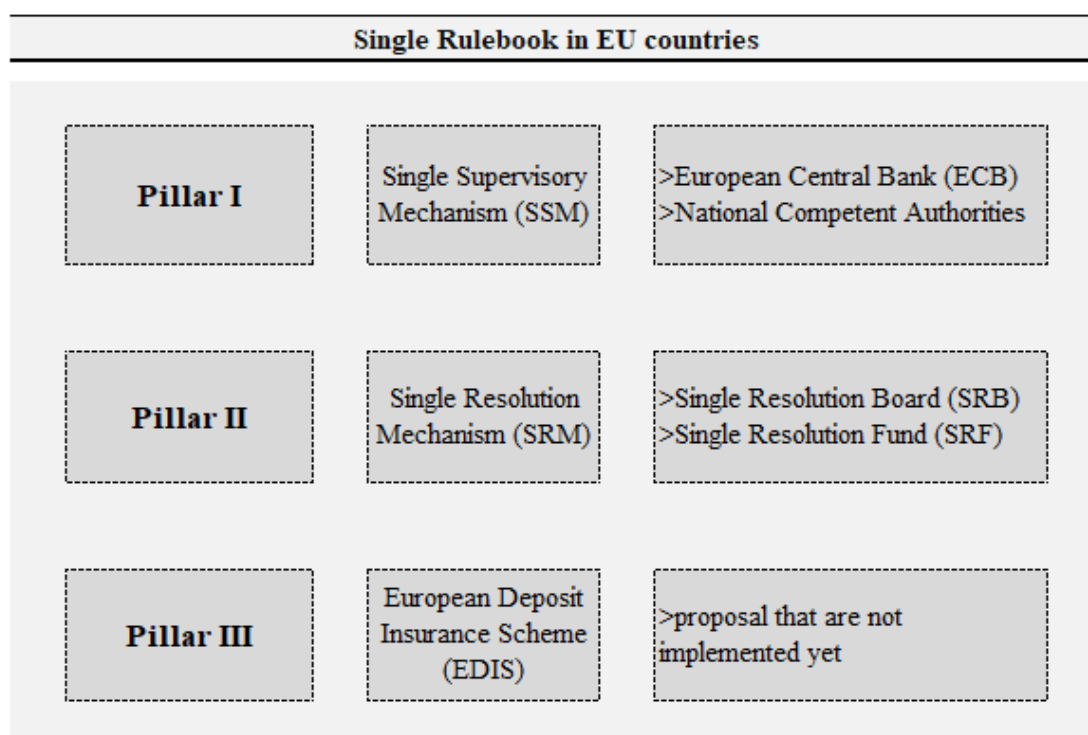 Single Rulebook in EU countries
Pillar I
Single Supervisory
Mechanism (SSM)
>European Central Bank (ECB)
>National Competent Authorities
Pillar II
Single Resolution
Mechanism (SRM)
>Single Resolution Board (SRB)
>Single Resolution Fund (SRF)
Pillar III
European Deposit
Insurance Scheme
(EDIS)
>proposal that are not
implemented yet